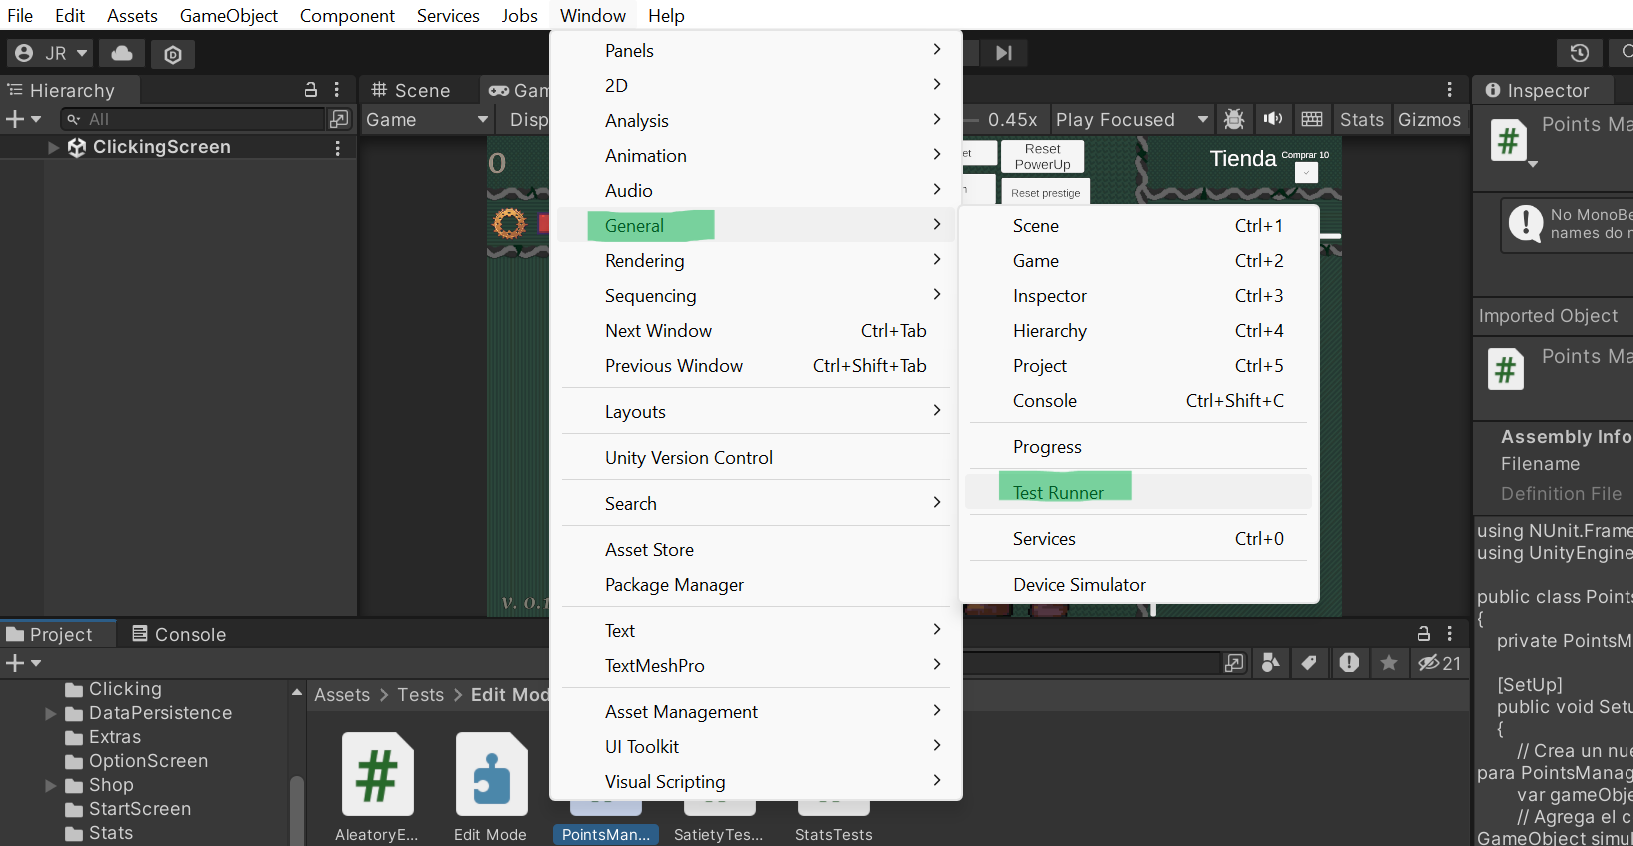 File Edit Assets GameObject Component Services Jobs Window Help
JR
Hierarchy
All
ClickingScreen
Scene
Game
0
v. 0.1
Panels
2D
Analysis
Animation
Audio
General
Rendering
Sequencing
Next Window Ctrl+Tab
Previous Window Ctrl+Shift+Tab
Layouts
Unity Version Control
Search
Asset Store
Package Manager
Text
TextMeshPro
Asset Management
UI Toolkit
Visual Scripting
0.45x Play Focused Stats Gizmos
Reset
PowerUp
Reset prestige
Tienda Comprar 10
Scene Ctrl+1
Game Ctrl+2
Inspector Ctrl+3
Hierarchy Ctrl+4
Project Ctrl+5
Console Ctrl+Shift+C
Progress
Test Runner
Services Ctrl+0
Device Simulator
Inspector
Points Ma
No MonoBe
names do n
Imported Object
Points Ma
Assembly Info
Filename
Definition File
using NUnit.Frame
using UnityEngine
public class Points
{
private PointsM
[SetUp]
public void Setu
{
// Crea un nue
para PointsManag
var gameObje
// Agrega el c
GameObject simul
Project Console
21
Clicking
DataPersistence
Extras
OptionScreen
Shop
StartScreen
Stats
Assets > Tests > Edit Mod
AleatoryE...
Edit Mode
PointsMan...
SatietyTes...
StatsTests